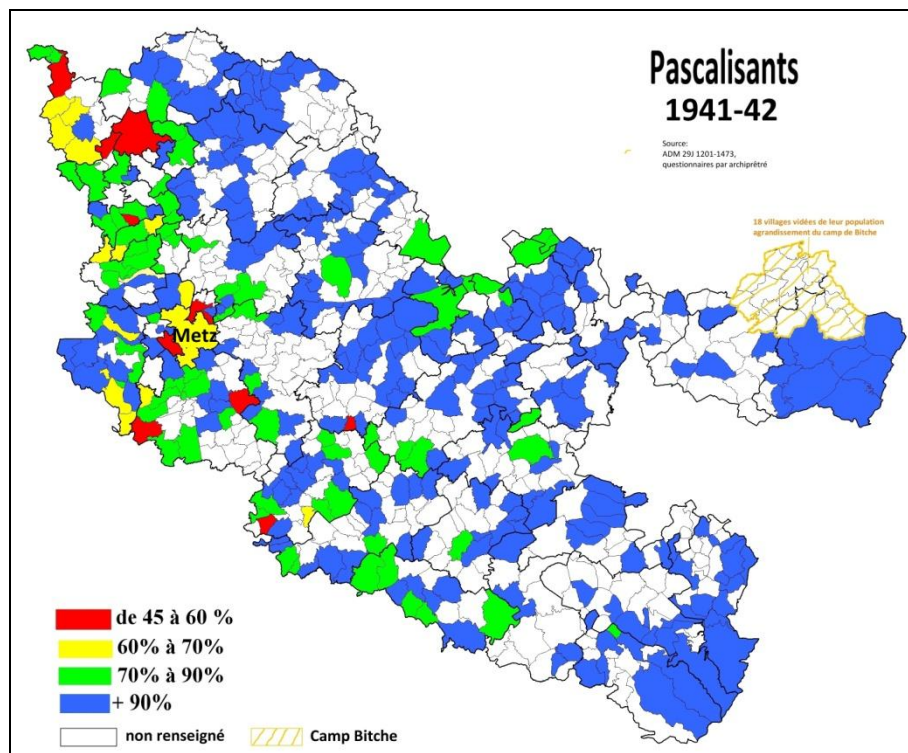 Pascalisants
1941-42
Source:
ADM 29J 1201-1473,
questionnaires par archiprêtré
18 villages vidées de leur population
agrandissement du camp de Bitche
Metz
de 45 à 60 %
60% à 70%
70% à 90%
+ 90%
non renseigné
Camp Bitche